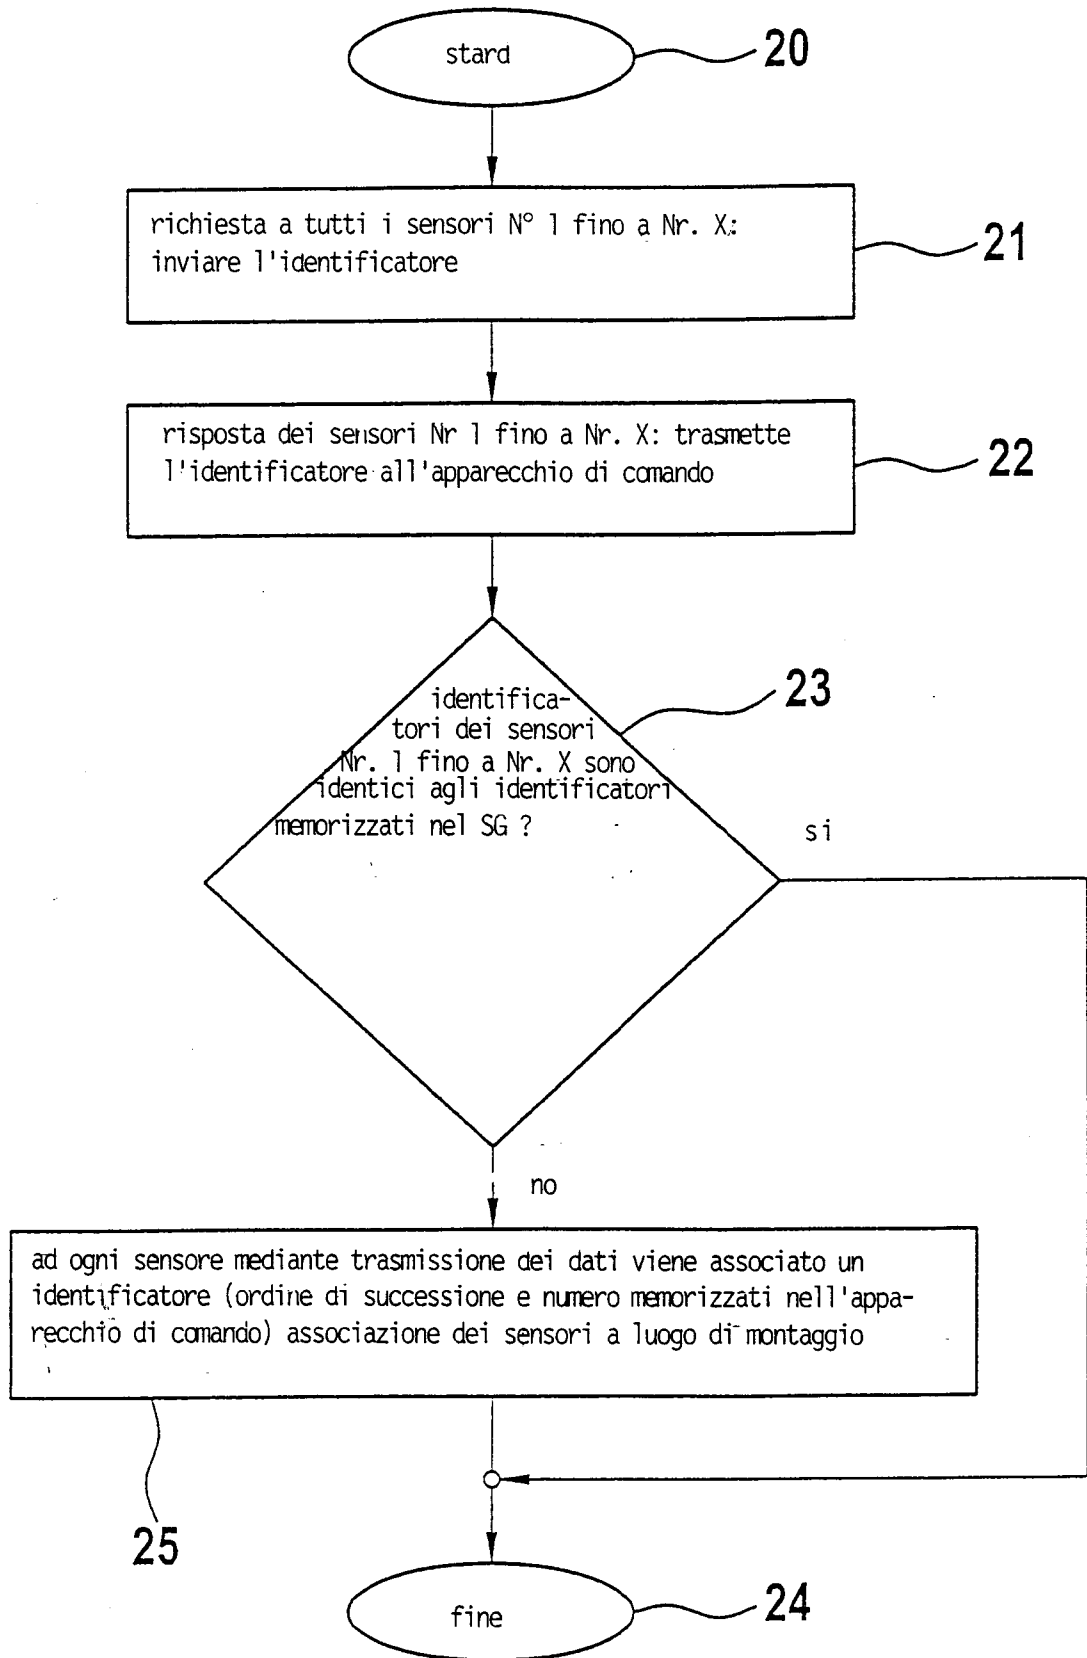 stard
20
richiesta a tutti i sensori N° 1 fino a Nr. X:
inviare l'identificatore
21
risposta dei sensori Nr 1 fino a Nr. X: trasmette
l'identificatore all'apparecchio di comando
22
identifica-
tori dei sensori
Nr. 1 fino a Nr. X sono
identici agli identificatori
memorizzati nel SG ?
23
si
no
ad ogni sensore mediante trasmissione dei dati viene associato un
identificatore (ordine di successione e numero memorizzati nell'appa-
recchio di comando) associazione dei sensori a luogo di montaggio
25
fine
24